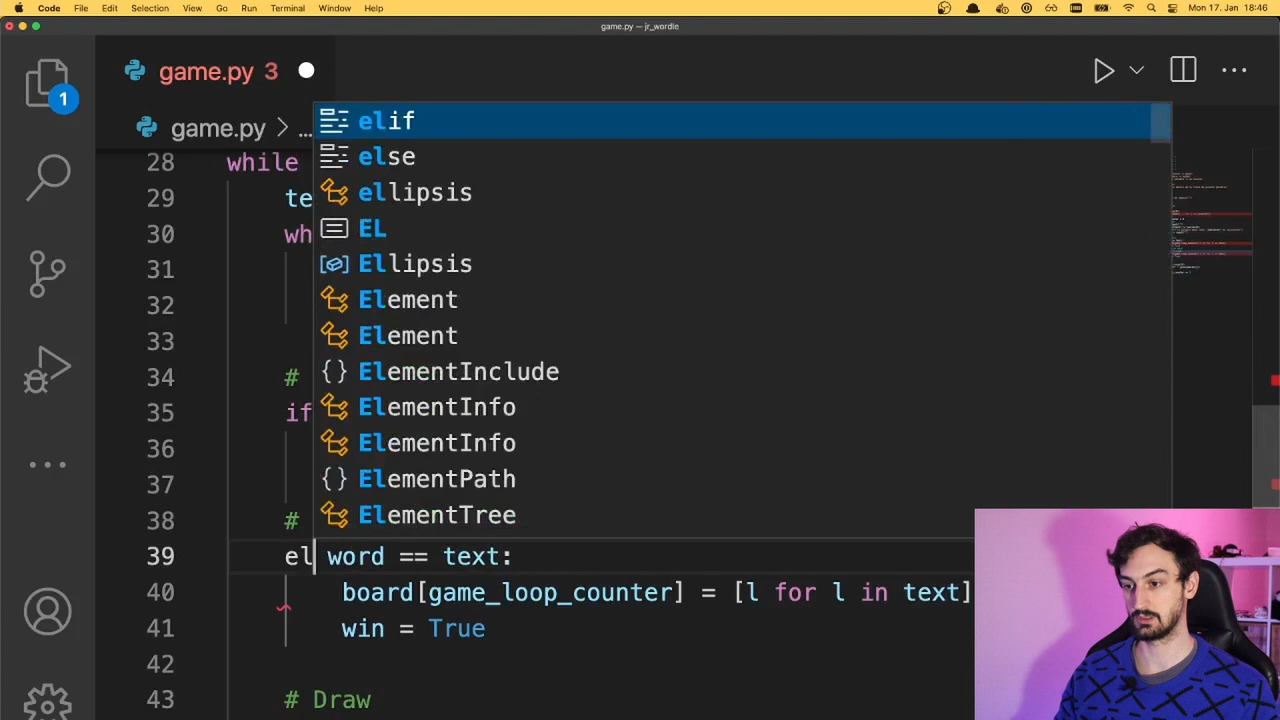 Code File Edit Selection View Go Run Terminal Window Help Mon 17. Jan 18:46
game.py — jr_wordle
game.py 3
1
game.py > ...
elif
else
ellipsis
EL
Ellipsis
Element
Element
ElementInclude
ElementInfo
ElementInfo
ElementPath
ElementTree
28 while
29 te
30 wh
31
32
33
34 #
35 if
36
37
38 #
39 el word == text:
40 board[game_loop_counter] = [l for l in text]
41 win = True
42
43 # Draw